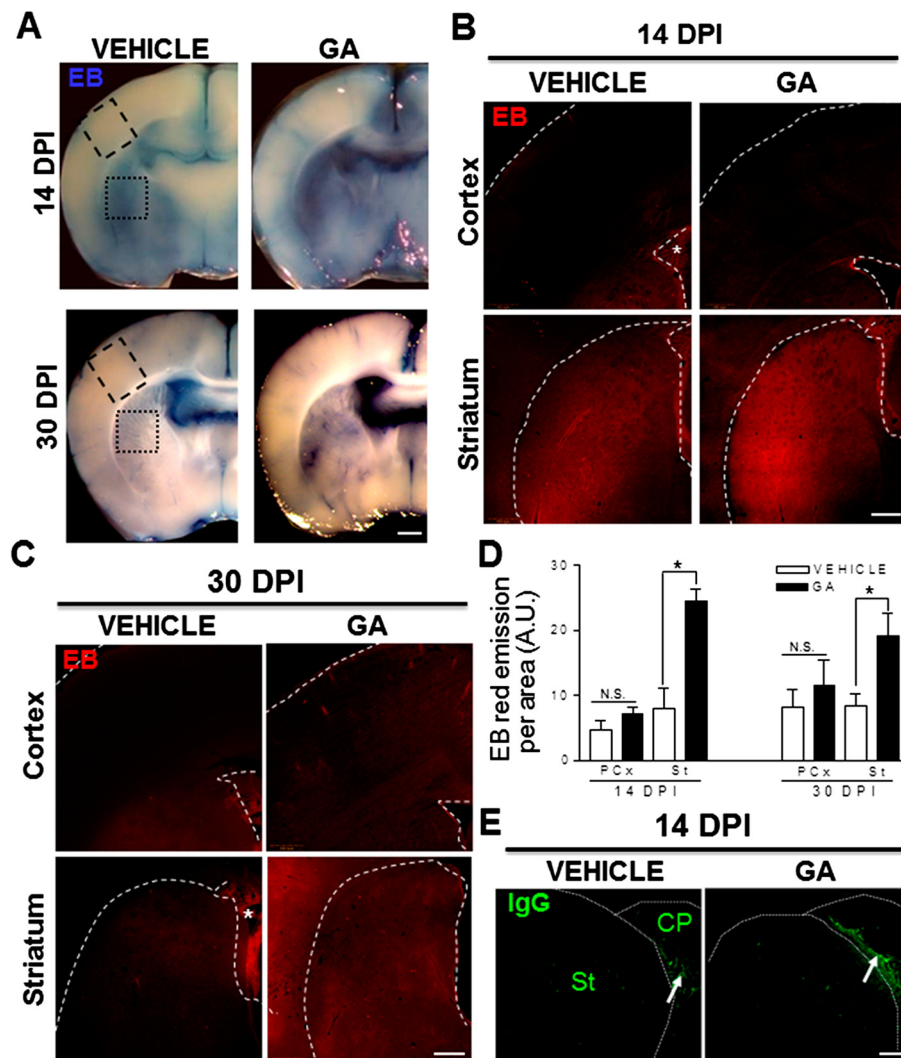 A
VEHICLE GA
EB
14 DPI
30 DPI
B
14 DPI
VEHICLE GA
EB
Cortex
*
Striatum
C
30 DPI
VEHICLE GA
EB
Cortex
Striatum
*
D
EB red emission
per area (A.U.)
30
20
10
0
VEHICLE
GA
*
*
N.S.
N.S.
PCx St PCx St
14 DPI 30 DPI
E
14 DPI
VEHICLE GA
IgG
CP
St